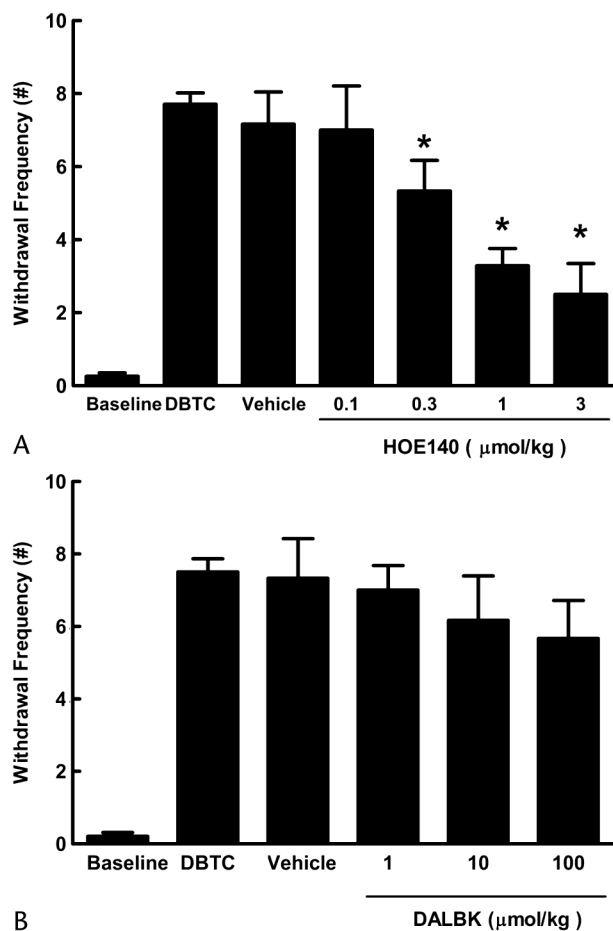 A
Withdrawal Frequency (#)
10
8
6
4
2
0
*
*
*
Baseline DBTC Vehicle 0.1 0.3 1 3
HOE140 ( μmol/kg )
B
Withdrawal Frequency (#)
10
8
6
4
2
0
Baseline DBTC Vehicle 1 10 100
DALBK (μmol/kg)